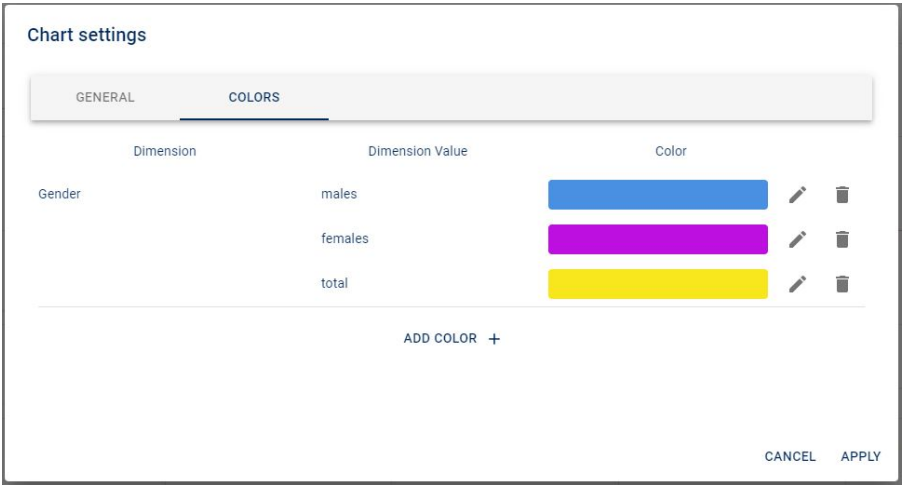 Chart settings
GENERAL COLORS
Dimension Dimension Value Color
Gender males
females
total
ADD COLOR +
CANCEL APPLY